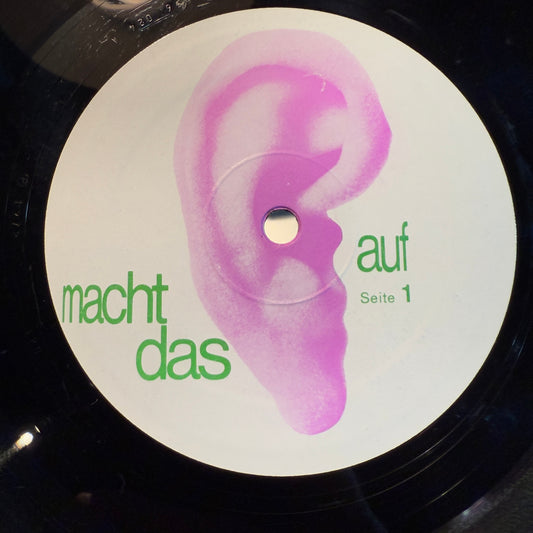 macht
das
auf
Seite 1